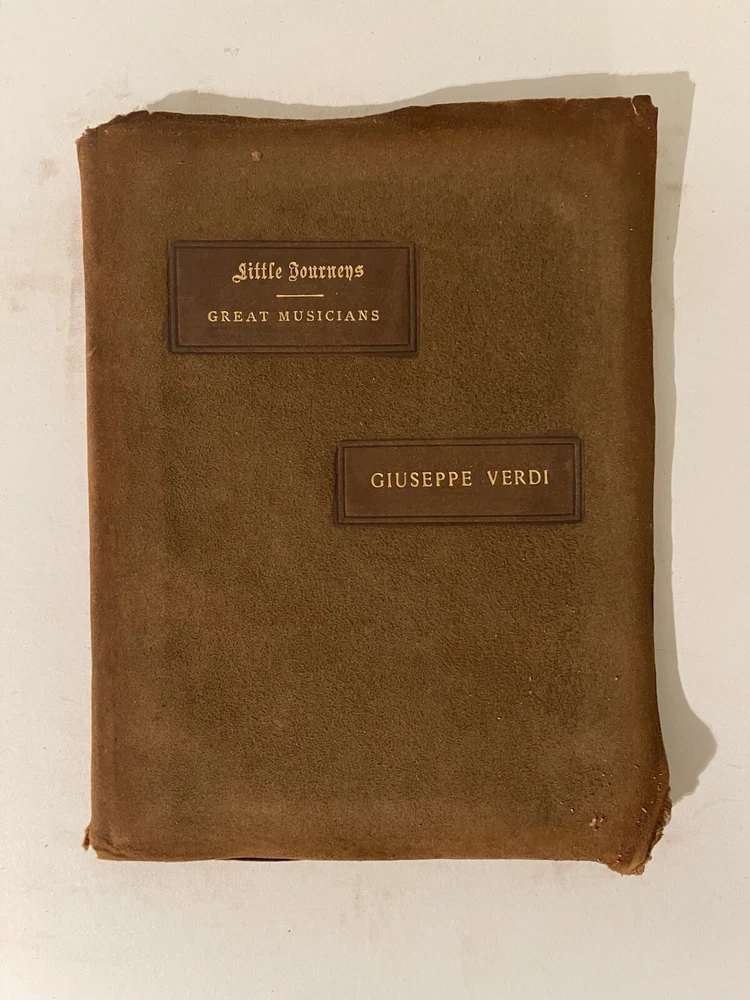 Little Journeys
GREAT MUSICIANS
GIUSEPPE VERDI